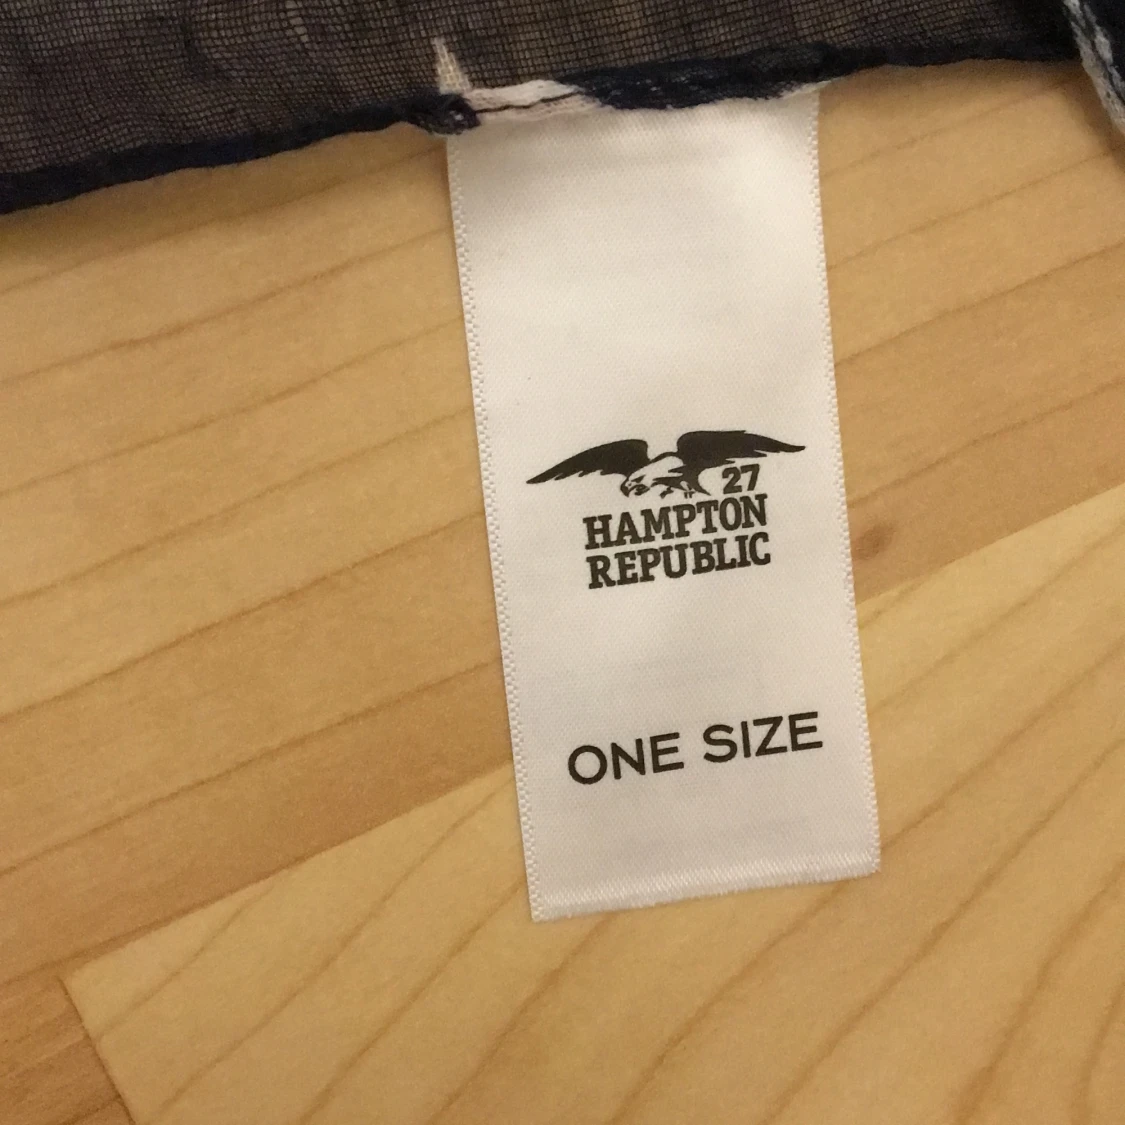 27
HAMPTON
REPUBLIC
ONE SIZE